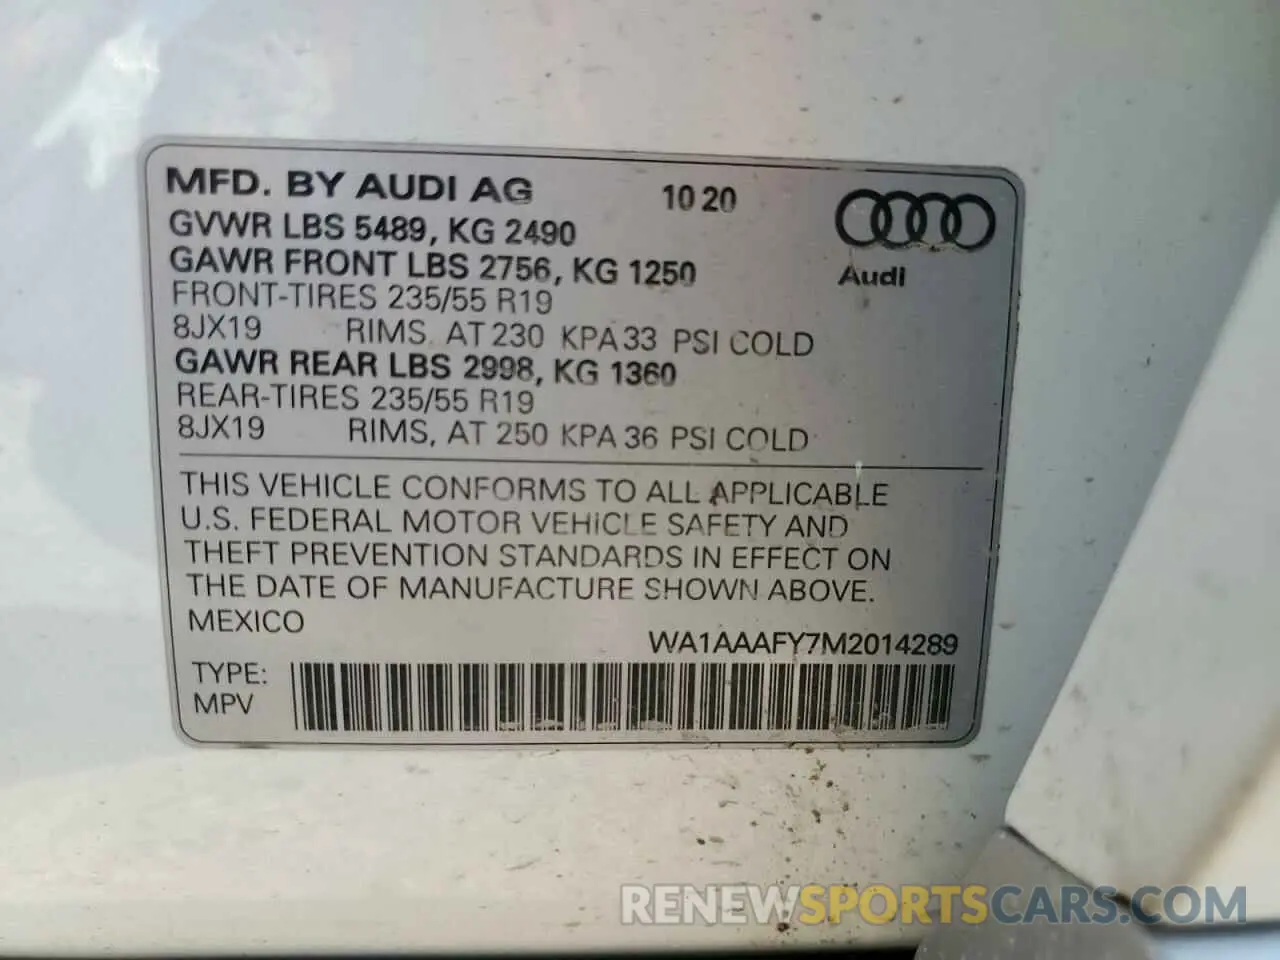 MFD. BY AUDI AG 10 20
GVWR LBS 5489, KG 2490
GAWR FRONT LBS 2756, KG 1250
Audi
FRONT-TIRES 235/55 R19
8JX19 RIMS, AT 230 KPA 33 PSI COLD
GAWR REAR LBS 2998, KG 1360
REAR-TIRES 235/55 R19
8JX19 RIMS, AT 250 KPA 36 PSI COLD
THIS VEHICLE CONFORMS TO ALL APPLICABLE
U.S. FEDERAL MOTOR VEHICLE SAFETY AND
THEFT PREVENTION STANDARDS IN EFFECT ON
THE DATE OF MANUFACTURE SHOWN ABOVE.
MEXICO
WA1AAAFY7M2014289
TYPE:
MPV
RENEWSPORTSCARS.COM